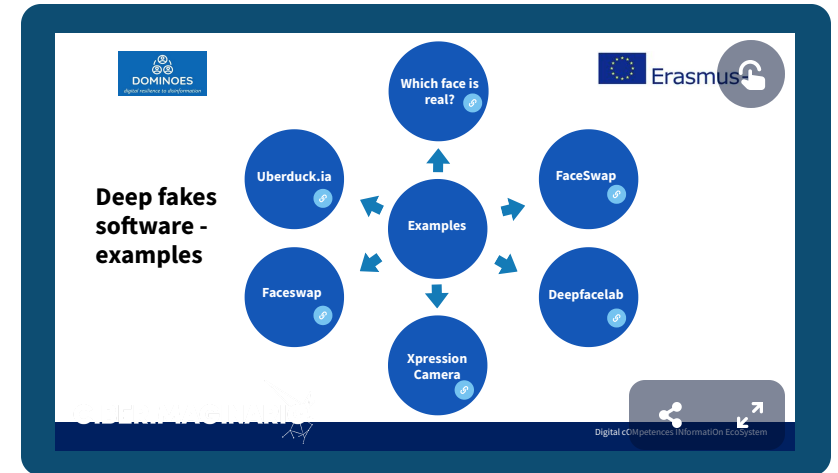 DOMINOES
digital resilience to disinformation
Erasmus+
Which face is
real?
Uberduck.ia
FaceSwap
Deep fakes
software -
examples
Examples
Faceswap
Deepfacelab
Xpression
Camera
Digital cOMpetences INformatiOn EcoSystem